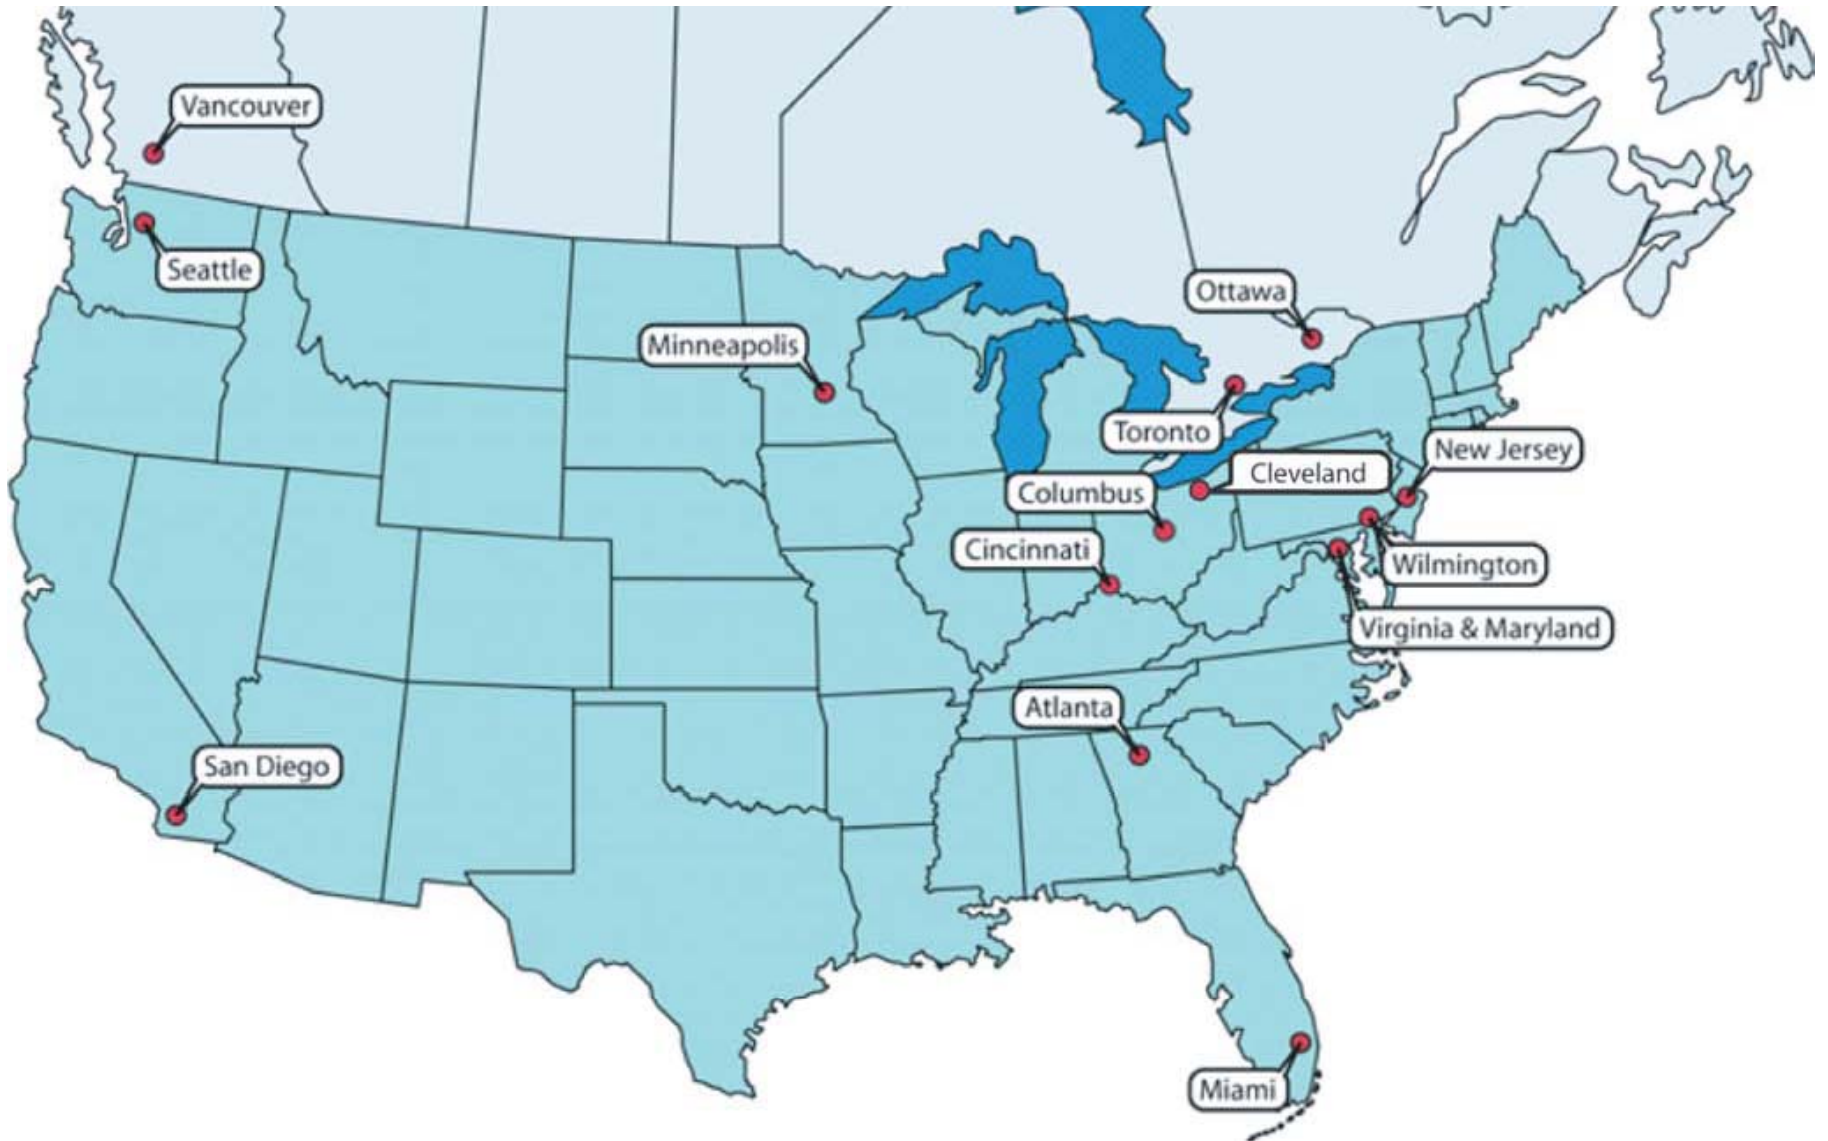 Vancouver
Seattle
Ottawa
Minneapolis
Toronto
New Jersey
Cleveland
Columbus
Cincinnati
Wilmington
Virginia & Maryland
Atlanta
San Diego
Miami